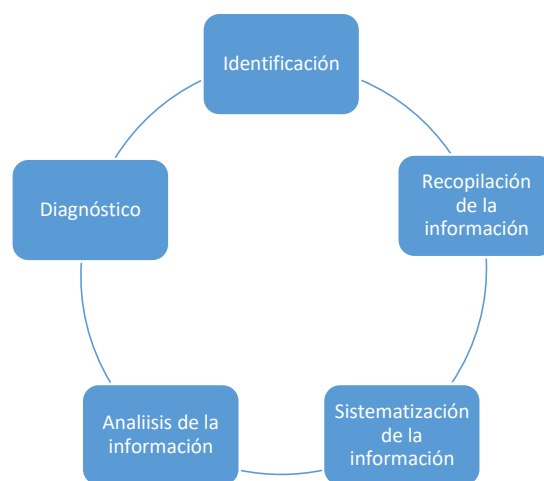 Identificación
Recopilación
de la
información
Sistematización
de la
información
Analiisis de la
información
Diagnóstico